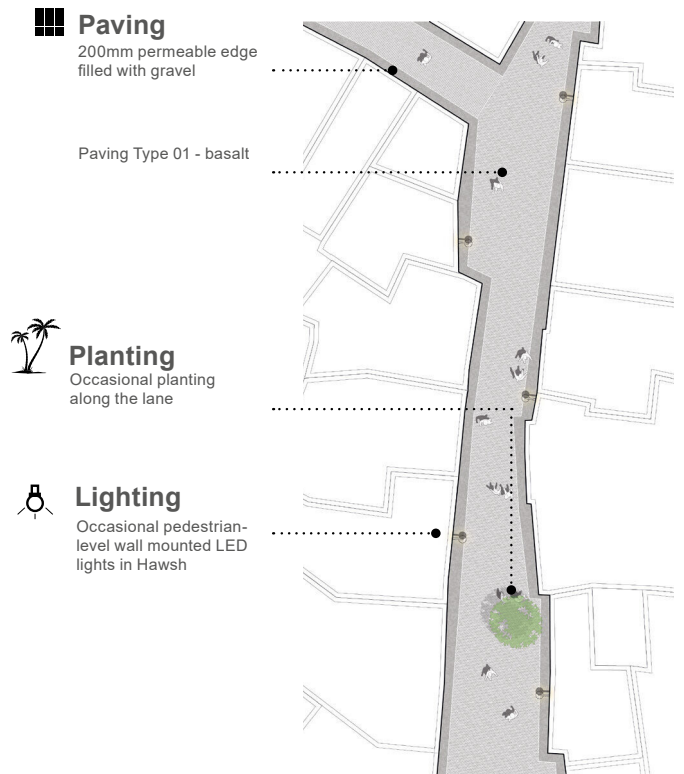 Paving
200mm permeable edge
filled with gravel
Paving Type 01 - basalt
Planting
Occasional planting
along the lane
Lighting
Occasional pedestrian-
level wall mounted LED
lights in Hawsh